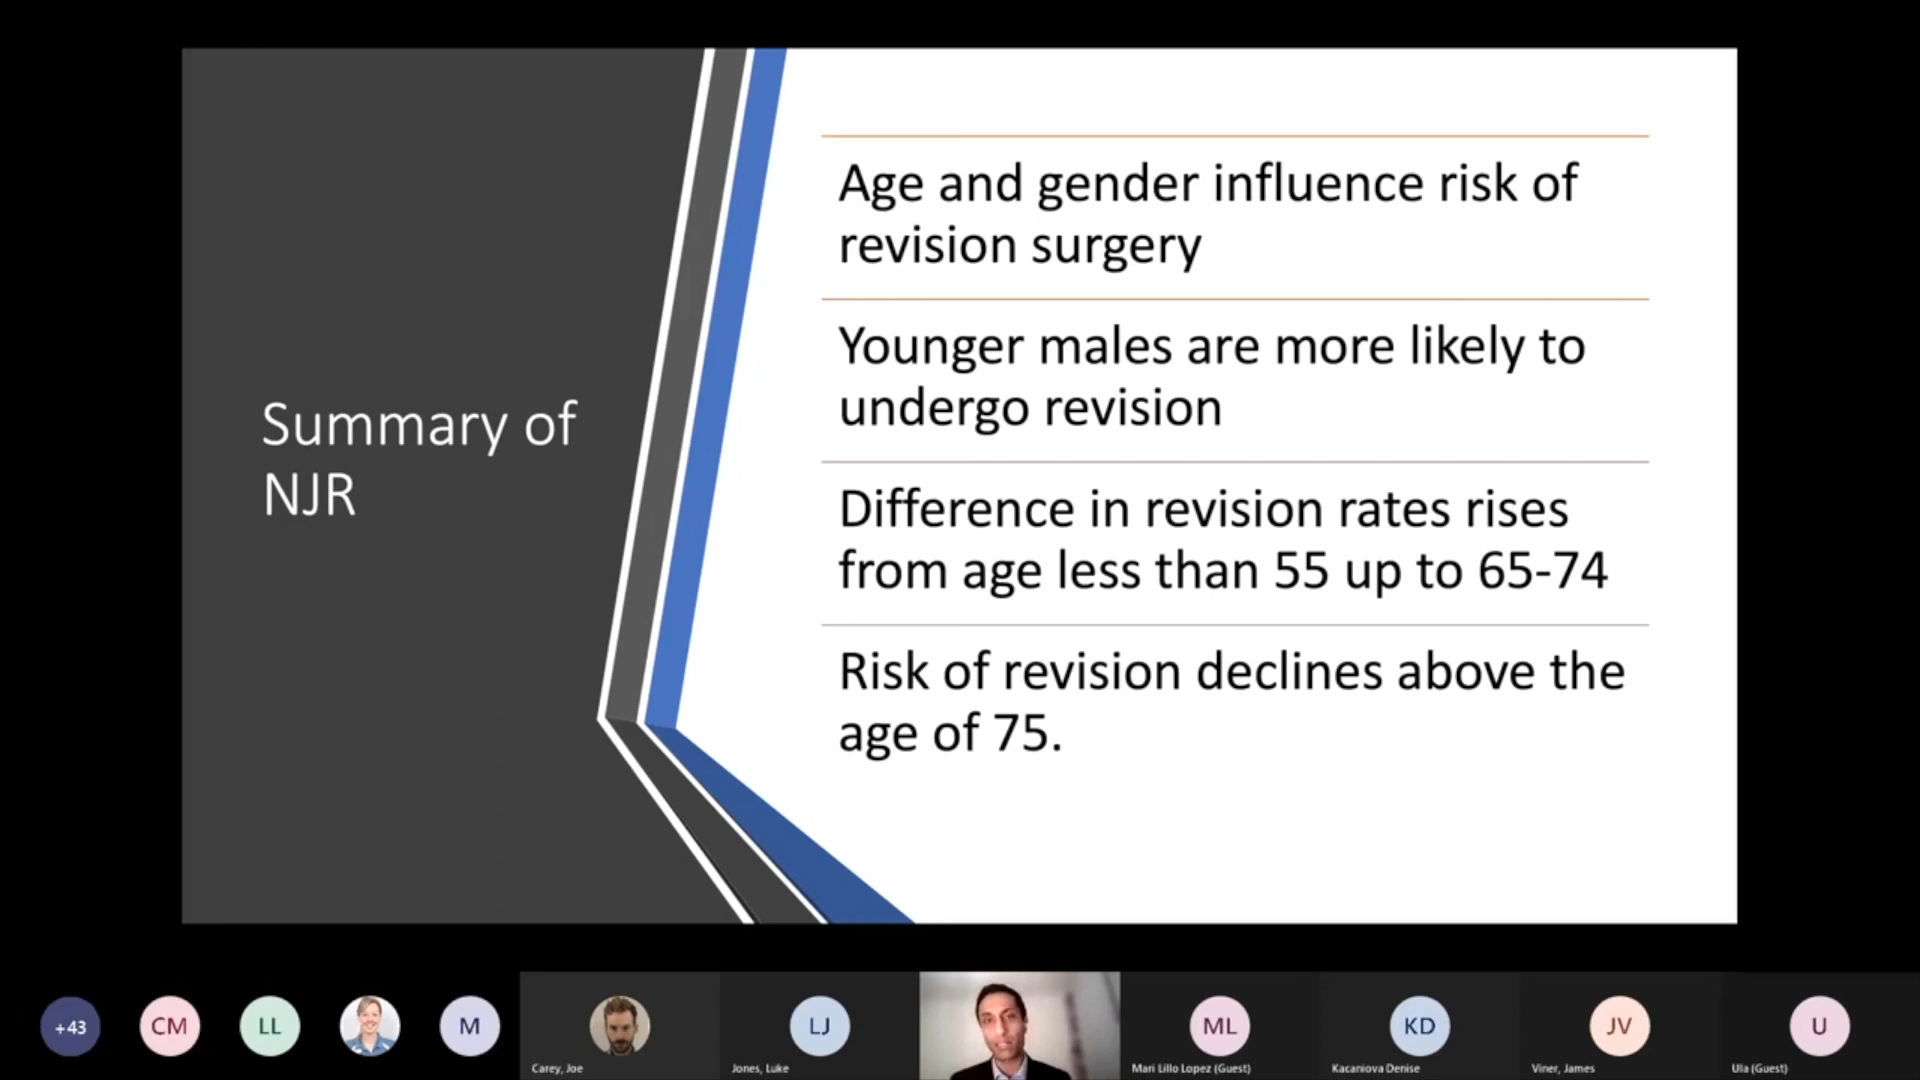 Summary of
NJR
Age and gender influence risk of
revision surgery
Younger males are more likely to
undergo revision
Difference in revision rates rises
from age less than 55 up to 65-74
Risk of revision declines above the
age of 75.
+43
CM
LL
M
Carey, Joe
LJ
Jones, Luke
ML
Mari Lillo Lopez (Guest)
KD
Kacaniova Denise
JV
Viner, James
U
Ula (Guest)